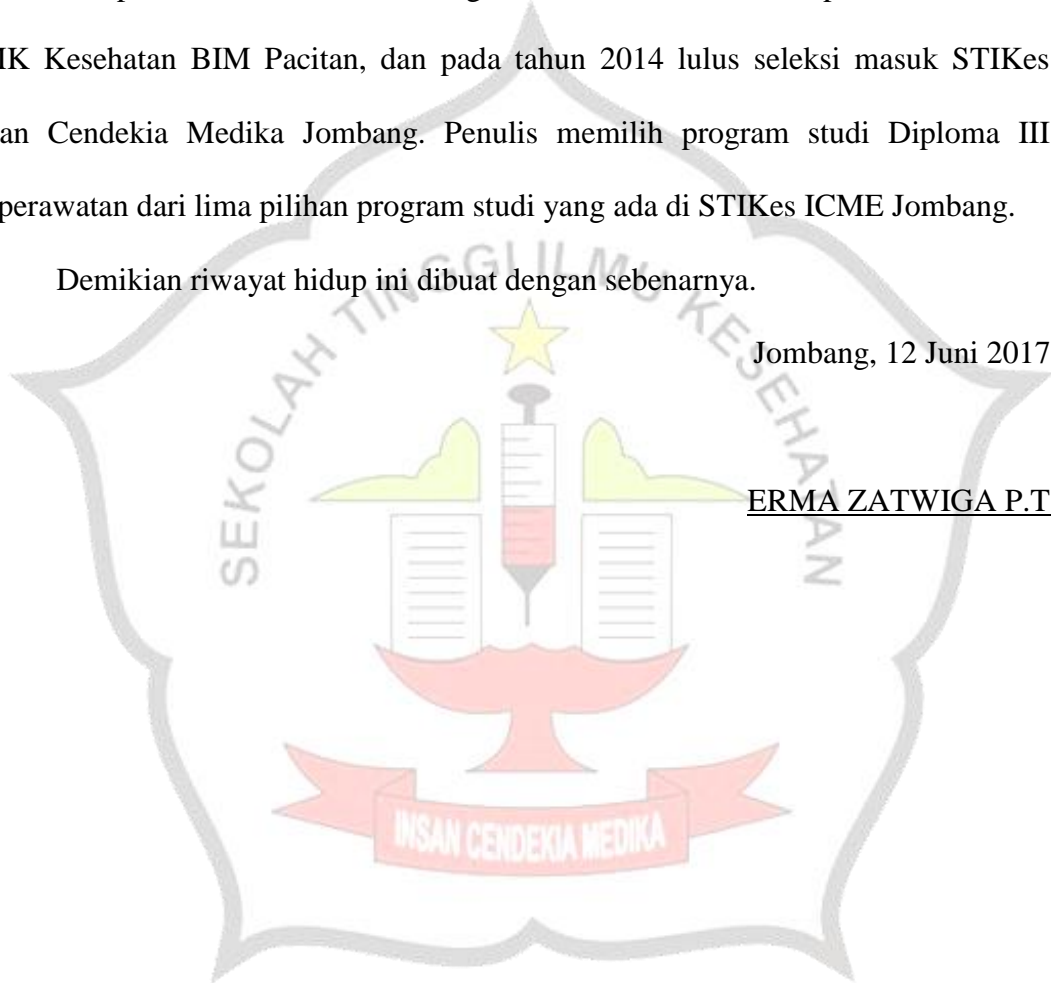 IK Kesehatan BIM Pacitan, dan pada tahun 2014 lulus seleksi masuk STIKes
an Cendekia Medika Jombang. Penulis memilih program studi Diploma III
perawatan dari lima pilihan program studi yang ada di STIKes ICME Jombang.
Demikian riwayat hidup ini dibuat dengan sebenarnya.
Jombang, 12 Juni 2017
ERMA ZATWIGA P.T
SEKOLAH TINGGI ILMU KESEHATAN
INSAN CENDEKIA MEDIKA